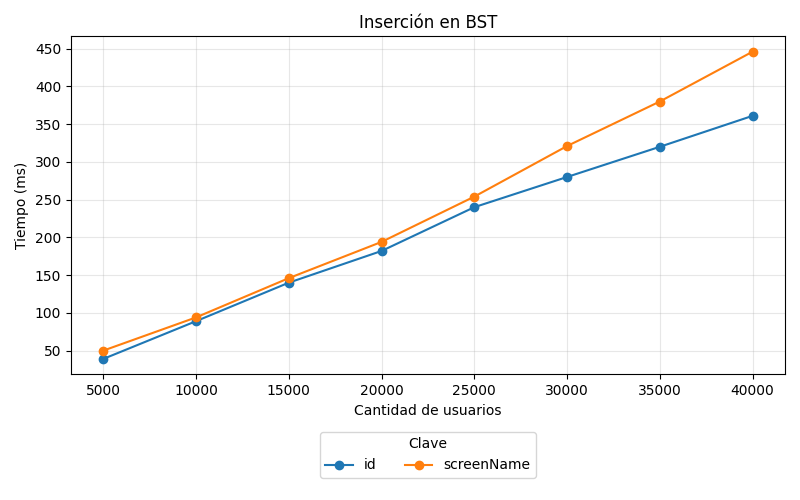 Inserción en BST
Tiempo (ms)
450
400
350
300
250
200
150
100
50
5000 10000 15000 20000 25000 30000 35000 40000
Cantidad de usuarios
Clave
id screenName